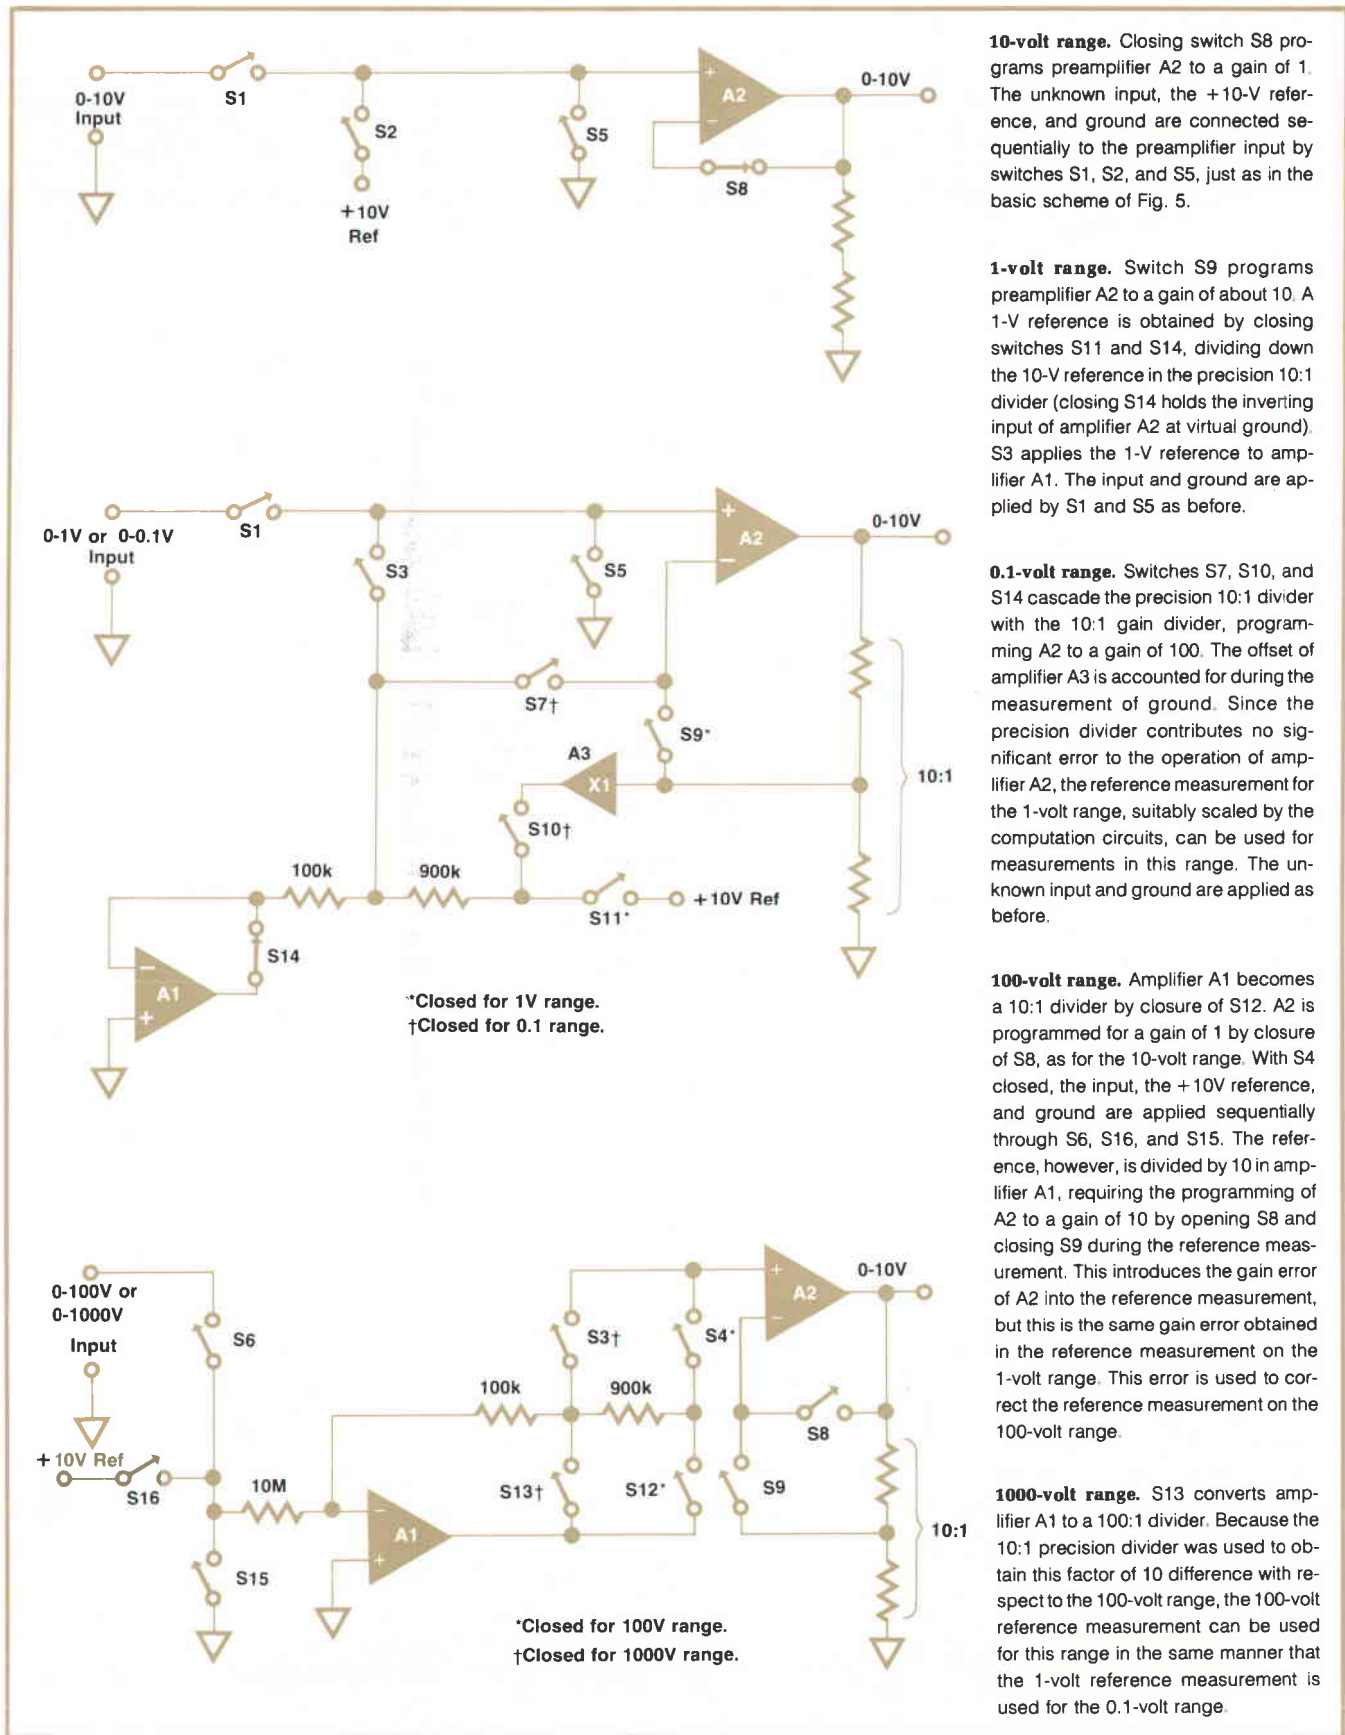 0-10V
Input
S1
S2
+10V
Ref
S5
A2
+
−
S8
0-10V
0-1V or 0-0.1V
Input
S1
S3
S5
A2
+
−
0-10V
S7†
S9*
A3
X1
S10†
10:1
100k
900k
S11*
+10V Ref
S14
A1
−
+
*Closed for 1V range.
†Closed for 0.1 range.
0-100V or
0-1000V
Input
S6
+10V Ref
S16
10M
S15
100k
900k
S3†
S4*
A2
+
−
0-10V
S8
S13†
S12*
S9
A1
−
+
10:1
*Closed for 100V range.
†Closed for 1000V range.
10-volt range. Closing switch S8 pro-
grams preamplifier A2 to a gain of 1.
The unknown input, the +10-V refer-
ence, and ground are connected se-
quentially to the preamplifier input by
switches S1, S2, and S5, just as in the
basic scheme of Fig. 5.
1-volt range. Switch S9 programs
preamplifier A2 to a gain of about 10. A
1-V reference is obtained by closing
switches S11 and S14, dividing down
the 10-V reference in the precision 10:1
divider (closing S14 holds the inverting
input of amplifier A2 at virtual ground).
S3 applies the 1-V reference to amp-
lifier A1. The input and ground are ap-
plied by S1 and S5 as before.
0.1-volt range. Switches S7, S10, and
S14 cascade the precision 10:1 divider
with the 10:1 gain divider, program-
ming A2 to a gain of 100. The offset of
amplifier A3 is accounted for during the
measurement of ground. Since the
precision divider contributes no sig-
nificant error to the operation of amp-
lifier A2, the reference measurement for
the 1-volt range, suitably scaled by the
computation circuits, can be used for
measurements in this range. The un-
known input and ground are applied as
before.
100-volt range. Amplifier A1 becomes
a 10:1 divider by closure of S12. A2 is
programmed for a gain of 1 by closure
of S8, as for the 10-volt range. With S4
closed, the input, the +10V reference,
and ground are applied sequentially
through S6, S16, and S15. The refer-
ence, however, is divided by 10 in amp-
lifier A1, requiring the programming of
A2 to a gain of 10 by opening S8 and
closing S9 during the reference meas-
urement. This introduces the gain error
of A2 into the reference measurement,
but this is the same gain error obtained
in the reference measurement on the
1-volt range. This error is used to cor-
rect the reference measurement on the
100-volt range.
1000-volt range. S13 converts amp-
lifier A1 to a 100:1 divider. Because the
10:1 precision divider was used to ob-
tain this factor of 10 difference with re-
spect to the 100-volt range, the 100-volt
reference measurement can be used
for this range in the same manner that
the 1-volt reference measurement is
used for the 0.1-volt range.